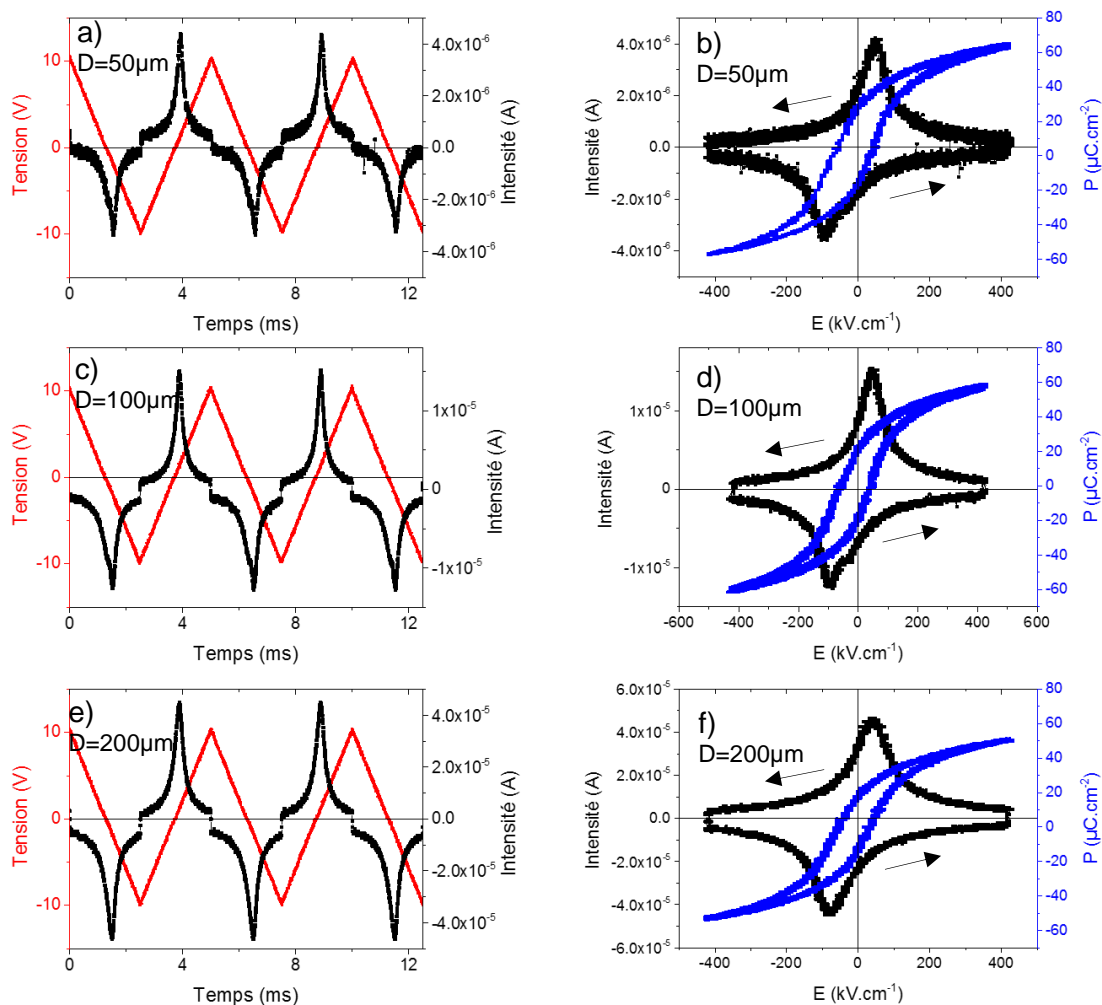 a)
D=50µm
10
0
-10
Tension (V)
4.0x10⁻⁶
2.0x10⁻⁶
0.0
-2.0x10⁻⁶
-4.0x10⁻⁶
Intensité (A)
0
4
8
12
Temps (ms)
b)
D=50µm
4.0x10⁻⁶
2.0x10⁻⁶
0.0
-2.0x10⁻⁶
-4.0x10⁻⁶
Intensité (A)
80
60
40
20
0
-20
-40
-60
P (µC.cm⁻²)
-400
-200
0
200
400
E (kV.cm⁻¹)
c)
D=100µm
10
0
-10
Tension (V)
1x10⁻⁵
0
-1x10⁻⁵
Intensité (A)
0
4
8
12
Temps (ms)
d)
D=100µm
1x10⁻⁵
5x10⁻⁶
0
-5x10⁻⁶
-1x10⁻⁵
Intensité (A)
80
60
40
20
0
-20
-40
-60
P (µC.cm⁻²)
-600
-400
-200
0
200
400
600
E (kV.cm⁻¹)
e)
D=200µm
10
0
-10
Tension (V)
4.0x10⁻⁵
2.0x10⁻⁵
0.0
-2.0x10⁻⁵
-4.0x10⁻⁵
Intensité (A)
0
4
8
12
Temps (ms)
f)
D=200µm
6.0x10⁻⁵
4.0x10⁻⁵
2.0x10⁻⁵
0.0
-2.0x10⁻⁵
-4.0x10⁻⁵
-6.0x10⁻⁵
Intensité (A)
80
60
40
20
0
-20
-40
-60
P (µC.cm⁻²)
-400
-200
0
200
400
E (kV.cm⁻¹)